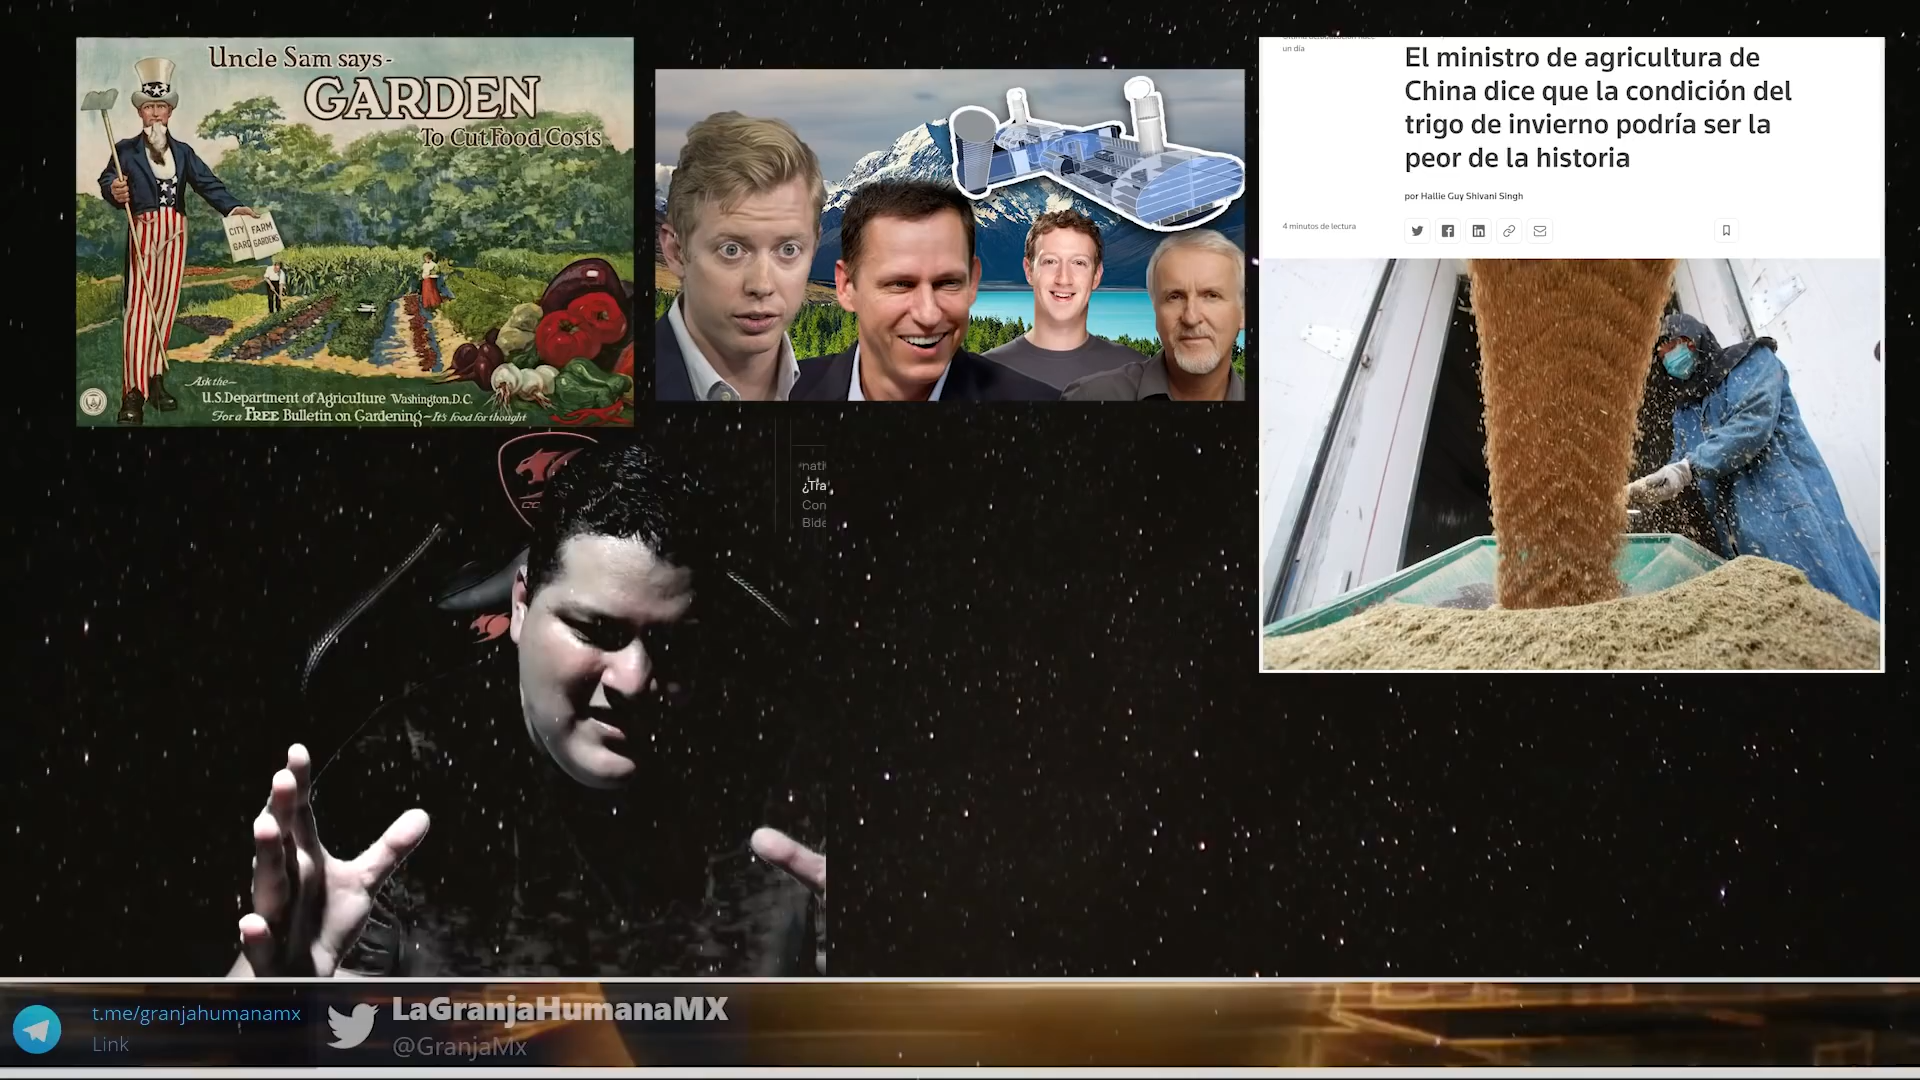 Uncle Sam says-
GARDEN
To Cut Food Costs
CITY
FARM
GARDENS
Ask the-
U.S. Department of Agriculture Washington, D.C.
For a FREE Bulletin on Gardening-It's food for thought
un día
El ministro de agricultura de
China dice que la condición del
trigo de invierno podría ser la
peor de la historia
por Hallie Guy Shivani Singh
4 minutos de lectura
nati
¿Tra
Con
Bide
t.me/granjahumanamx
Link
LaGranjaHumanaMX
@GranjaMx